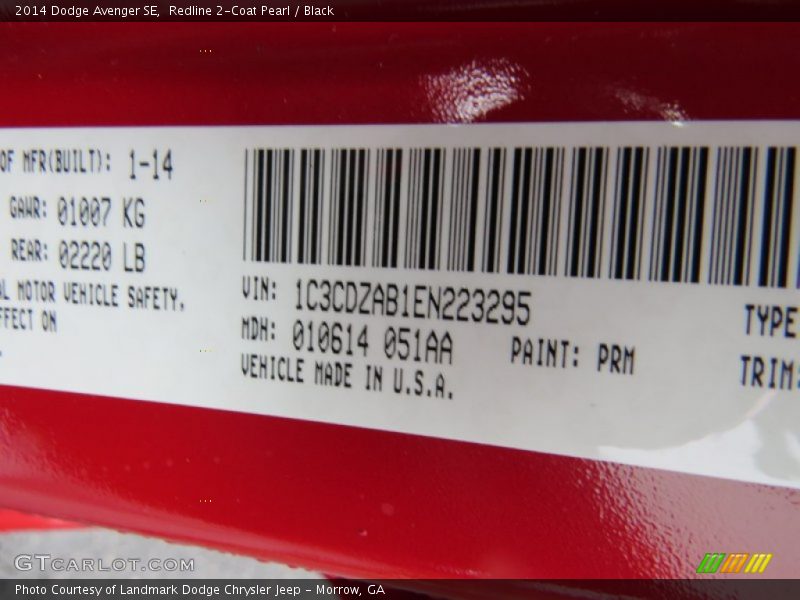 2014 Dodge Avenger SE,  Redline 2-Coat Pearl / Black
OF MFR(BUILT): 1-14
GAWR: 01007 KG
REAR: 02220 LB
MOTOR VEHICLE SAFETY.
ON
VIN: 1C3CDZAB1EN223295
MDH: 010614 051AA
PAINT: PRM
VEHICLE MADE IN U.S.A.
TYPE
TRIM:
GTCARLOT.COM
Photo Courtesy of Landmark Dodge Chrysler Jeep - Morrow, GA